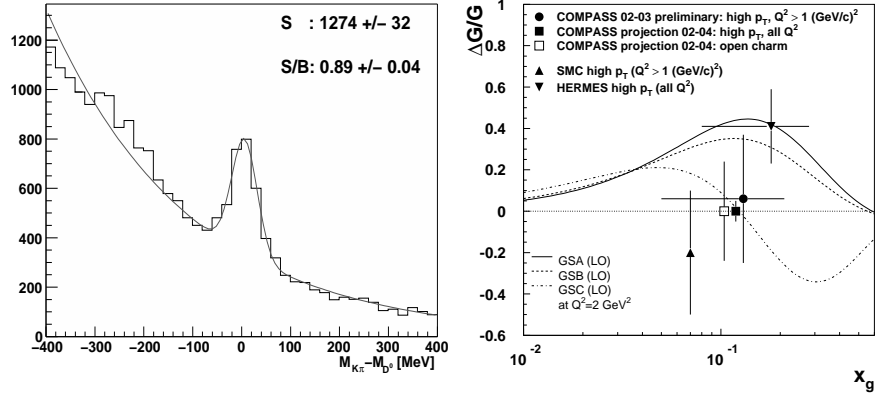 S : 1274 +/- 32
S/B: 0.89 +/- 0.04
1200
1000
800
600
400
200
0
−400 −300 −200 −100 0 100 200 300 400
M_Kπ−M_D⁰ [MeV]
ΔG/G
1
0.8
0.6
0.4
0.2
0
-0.2
-0.4
-0.6
COMPASS 02-03 preliminary: high p_T, Q² > 1 (GeV/c)²
COMPASS projection 02-04: high p_T, all Q²
COMPASS projection 02-04: open charm
SMC high p_T (Q² > 1 (GeV/c)²)
HERMES high p_T (all Q²)
GSA (LO)
GSB (LO)
GSC (LO)
at Q²=2 GeV²
10⁻² 10⁻¹
x_g